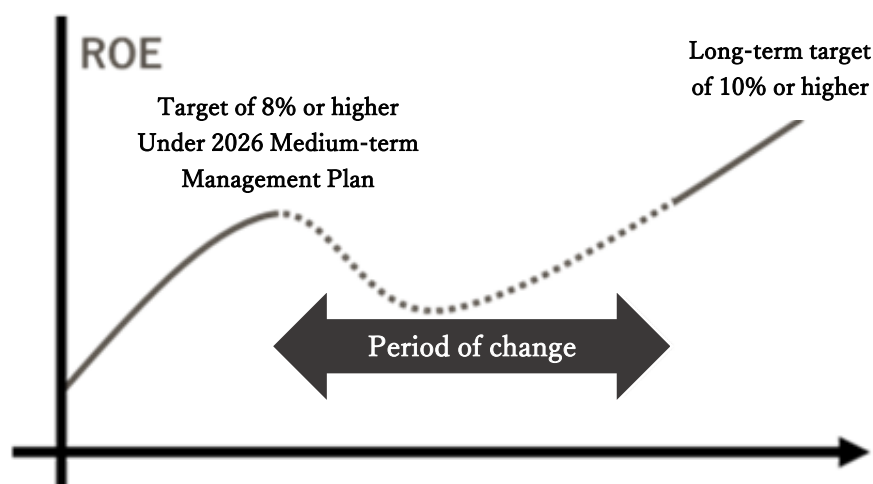 ROE
Long-term target
of 10% or higher
Target of 8% or higher
Under 2026 Medium-term
Management Plan
Period of change